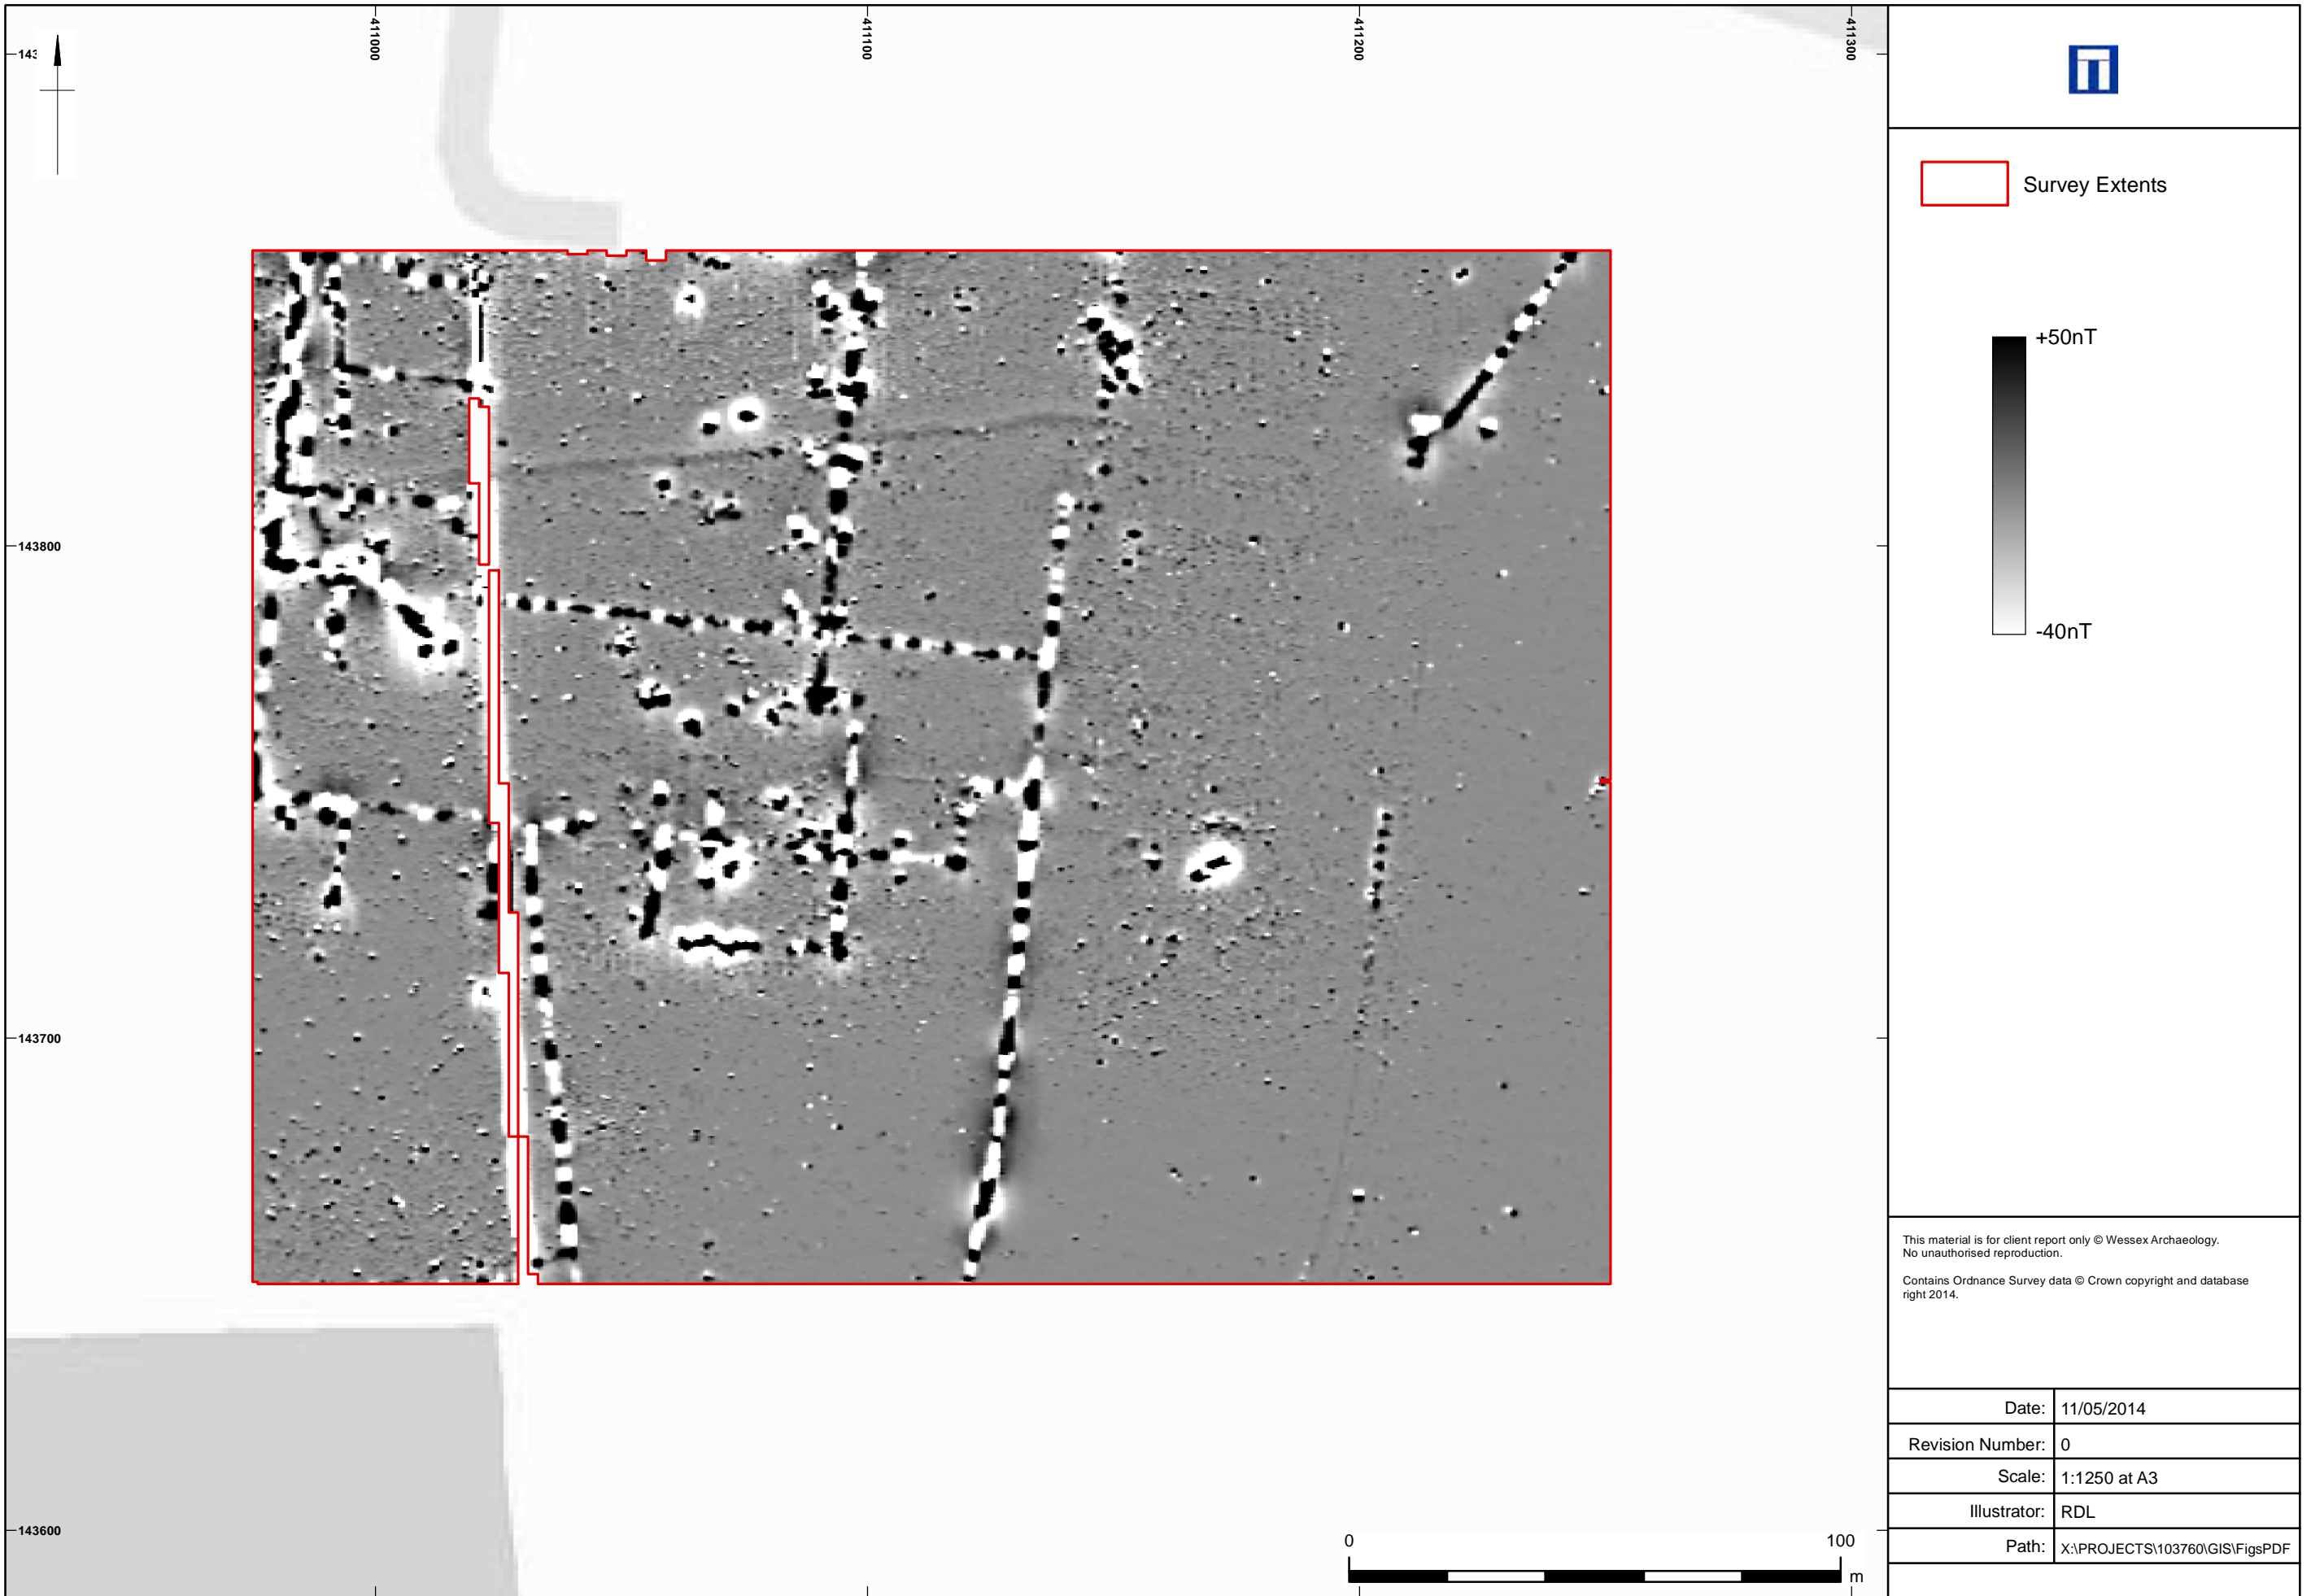 411000
411100
411200
411300
143800
143700
143600
Survey Extents
+50nT
-40nT
0 100
m
This material is for client report only © Wessex Archaeology.
No unauthorised reproduction.
Contains Ordnance Survey data © Crown copyright and database
right 2014.
Date: 11/05/2014
Revision Number: 0
Scale: 1:1250 at A3
Illustrator: RDL
Path: X:\PROJECTS\103760\GIS\FigsPDF